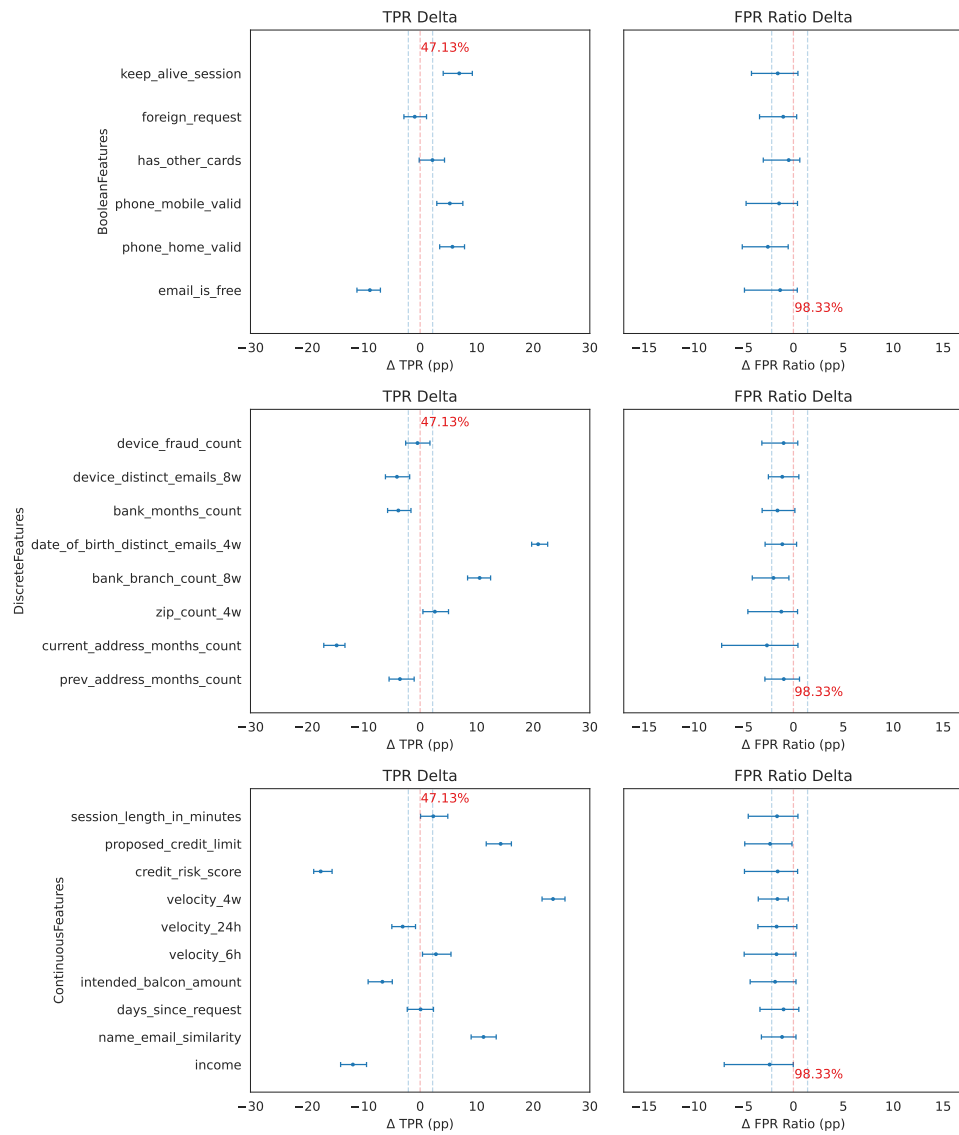 TPR Delta
FPR Ratio Delta
BooleanFeatures
47.13%
keep_alive_session
foreign_request
has_other_cards
phone_mobile_valid
phone_home_valid
email_is_free
98.33%
−30 −20 −10 0 10 20 30
−15 −10 −5 0 5 10 15
Δ TPR (pp)
Δ FPR Ratio (pp)
TPR Delta
FPR Ratio Delta
DiscreteFeatures
47.13%
device_fraud_count
device_distinct_emails_8w
bank_months_count
date_of_birth_distinct_emails_4w
bank_branch_count_8w
zip_count_4w
current_address_months_count
prev_address_months_count
98.33%
−30 −20 −10 0 10 20 30
−15 −10 −5 0 5 10 15
Δ TPR (pp)
Δ FPR Ratio (pp)
TPR Delta
FPR Ratio Delta
ContinuousFeatures
47.13%
session_length_in_minutes
proposed_credit_limit
credit_risk_score
velocity_4w
velocity_24h
velocity_6h
intended_balcon_amount
days_since_request
name_email_similarity
income
98.33%
−30 −20 −10 0 10 20 30
−15 −10 −5 0 5 10 15
Δ TPR (pp)
Δ FPR Ratio (pp)